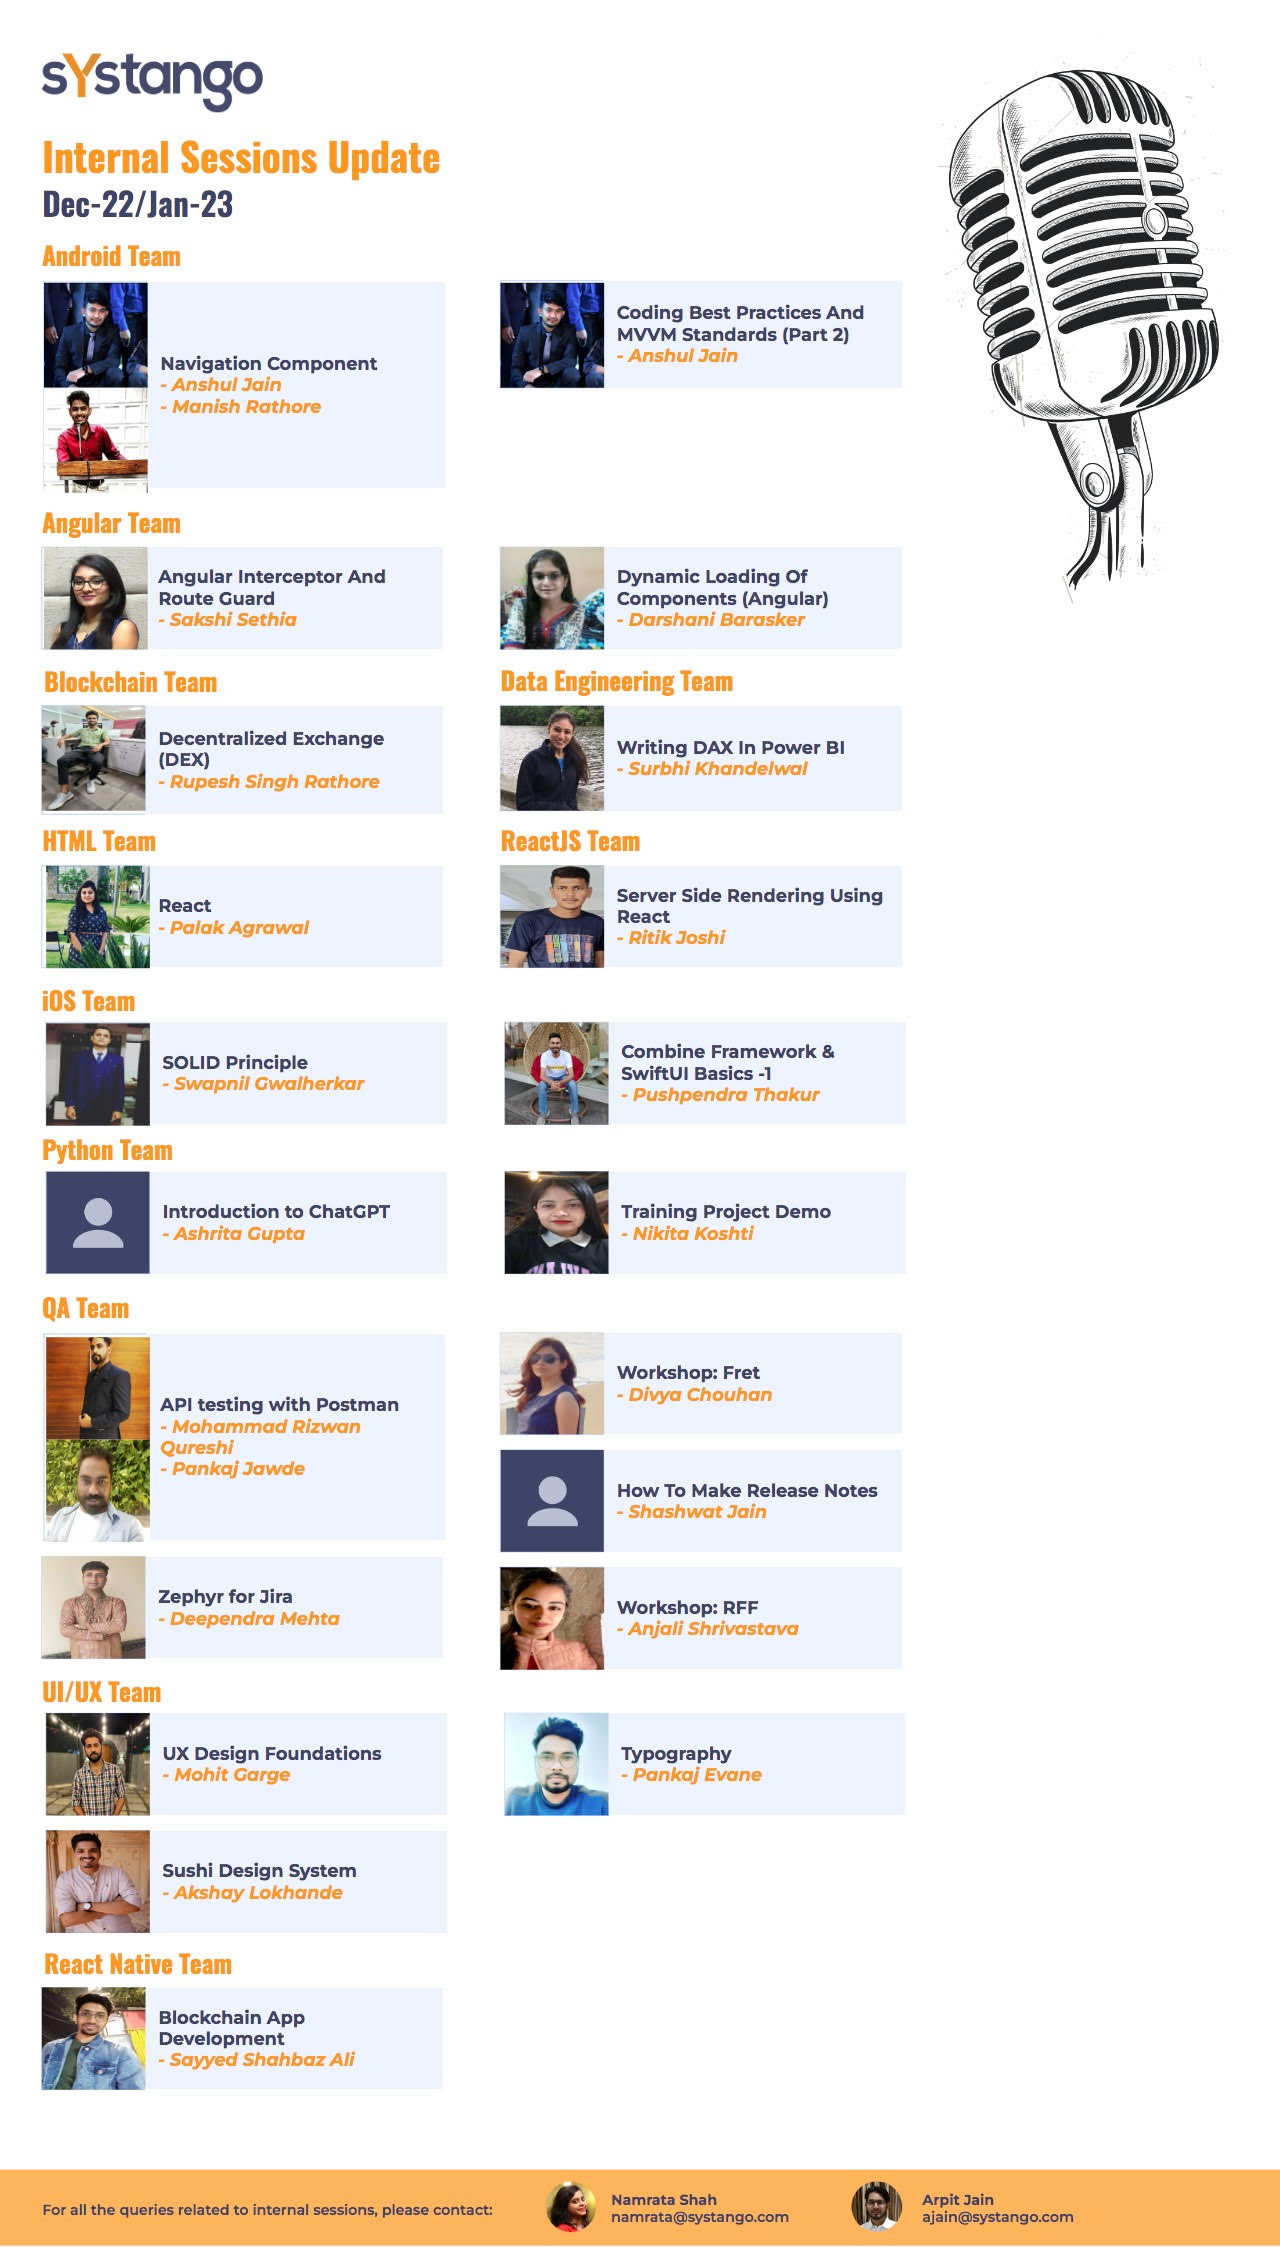 sYstango
Internal Sessions Update
Dec-22/Jan-23
Android Team
Navigation Component
- Anshul Jain
- Manish Rathore
Coding Best Practices And
MVVM Standards (Part 2)
- Anshul Jain
Angular Team
Angular Interceptor And
Route Guard
- Sakshi Sethia
Dynamic Loading Of
Components (Angular)
- Darshani Barasker
Blockchain Team
Decentralized Exchange
(DEX)
- Rupesh Singh Rathore
Data Engineering Team
Writing DAX In Power BI
- Surbhi Khandelwal
HTML Team
React
- Palak Agrawal
ReactJS Team
Server Side Rendering Using
React
- Ritik Joshi
iOS Team
SOLID Principle
- Swapnil Gwalherkar
Combine Framework &
SwiftUI Basics -1
- Pushpendra Thakur
Python Team
Introduction to ChatGPT
- Ashrita Gupta
Training Project Demo
- Nikita Koshti
QA Team
API testing with Postman
- Mohammad Rizwan
Qureshi
- Pankaj Jawde
Workshop: Fret
- Divya Chouhan
How To Make Release Notes
- Shashwat Jain
Zephyr for Jira
- Deependra Mehta
Workshop: RFF
- Anjali Shrivastava
UI/UX Team
UX Design Foundations
- Mohit Garge
Typography
- Pankaj Evane
Sushi Design System
- Akshay Lokhande
React Native Team
Blockchain App
Development
- Sayyed Shahbaz Ali
For all the queries related to internal sessions, please contact:
Namrata Shah
namrata@systango.com
Arpit Jain
ajain@systango.com